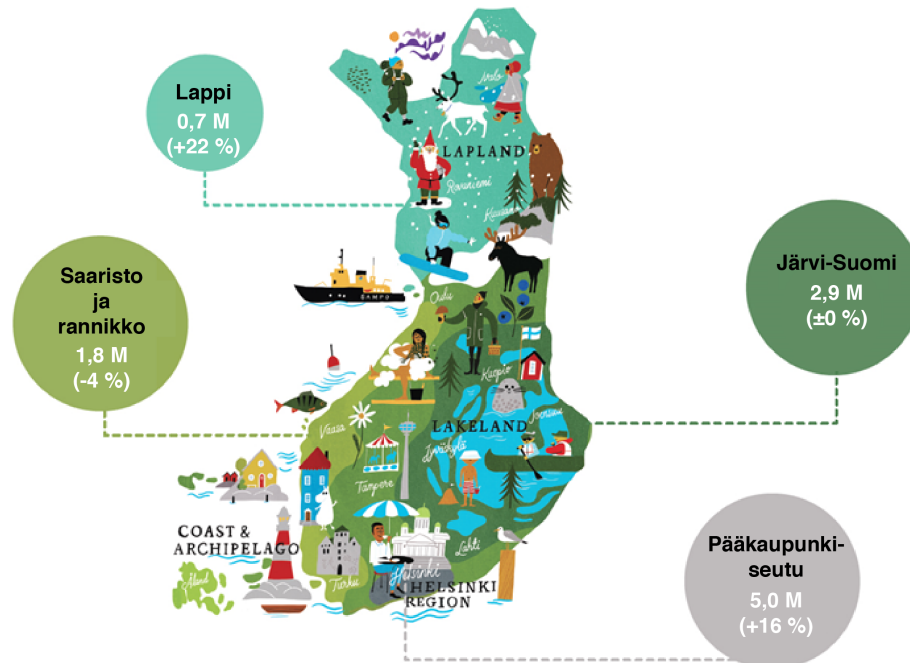 Lappi
0,7 M
(+22 %)
Ivalo
LAPLAND
Rovaniemi
Saaristo
ja
rannikko
1,8 M
(-4 %)
Järvi-Suomi
2,9 M
(±0 %)
SAMPO
Oulu
Kuopio
Joensuu
Vaasa
LAKELAND
Jyväskylä
Tampere
COAST &
ARCHIPELAGO
Lahti
Åland
Turku
Helsinki
HELSINKI
REGION
Pääkaupunki-
seutu
5,0 M
(+16 %)